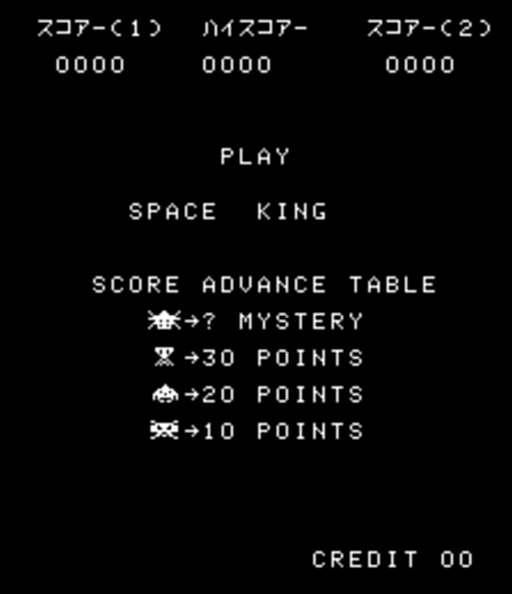 スコアー(1) ハイスコアー スコアー(2)
0000 0000 0000
PLAY
SPACE KING
SCORE ADVANCE TABLE
→? MYSTERY
→30 POINTS
→20 POINTS
→10 POINTS
CREDIT 00